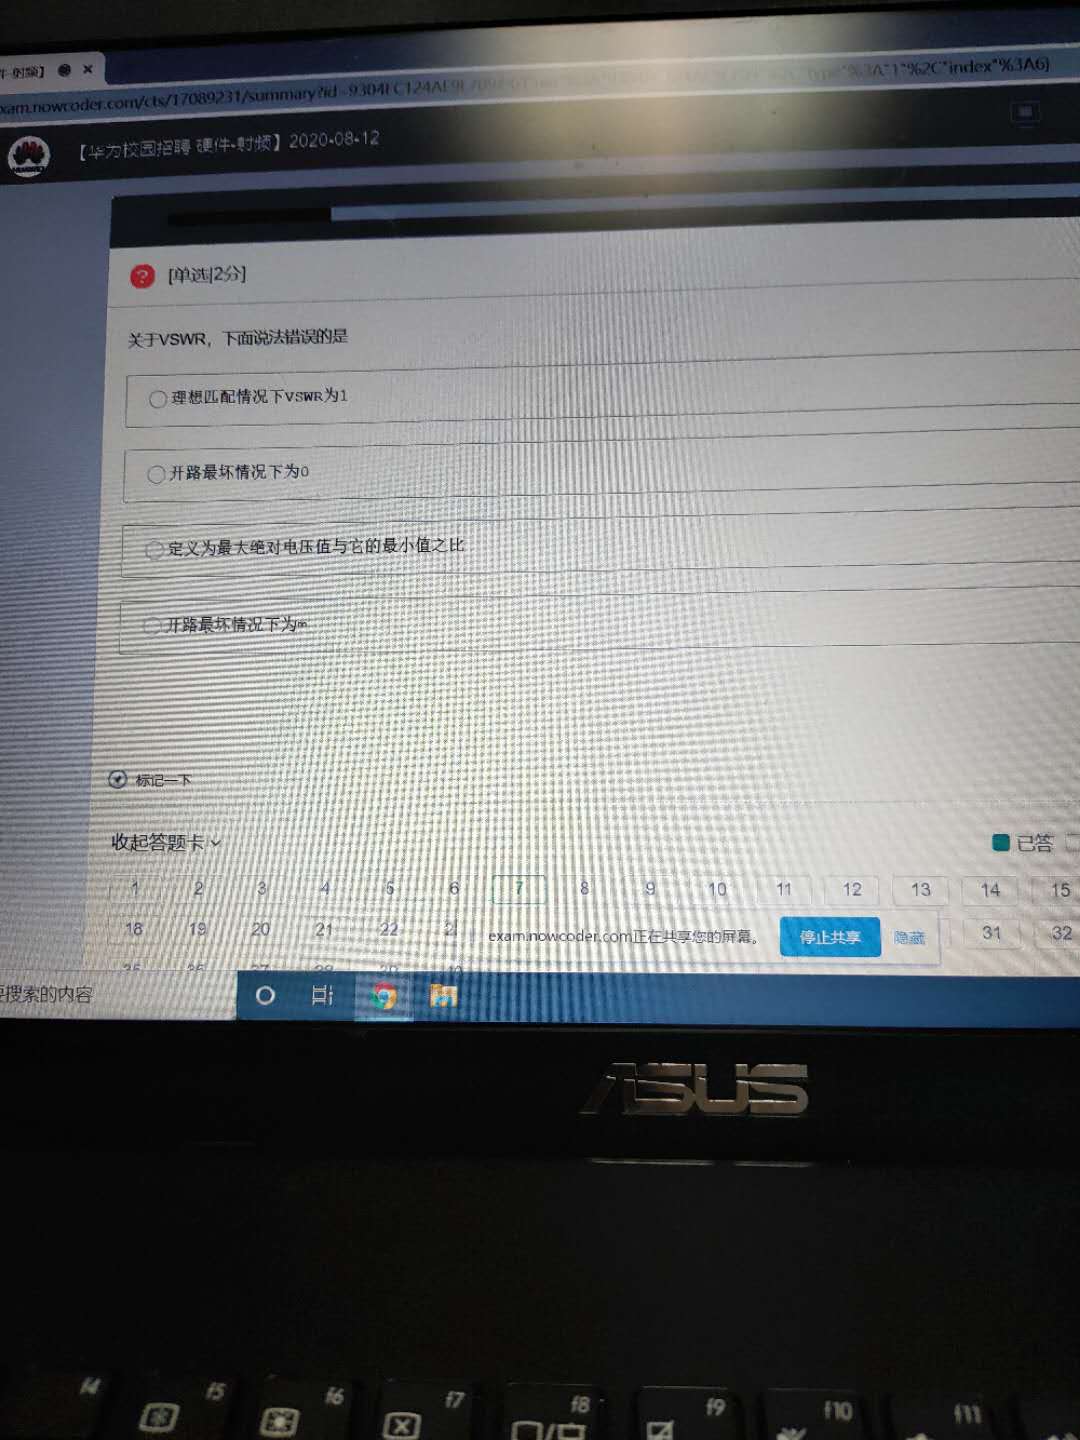 件-射频】
exam.nowcoder.com/cts/17089231/summary?id=9304FC124AE9
%3A"1"%2C"index"%3A6}
【华为校园招聘 硬件-射频】2020-08-12
? [单选|2分]
关于VSWR，下面说法错误的是
理想匹配情况下VSWR为1
开路最坏情况下为0
定义为最大绝对电压值与它的最小值之比
开路最坏情况下为∞
标记一下
收起答题卡
已答
1 2 3 4 5 6 7 8 9 10 11 12 13 14 15
18 19 20 21 22 31 32
exam.nowcoder.com正在共享您的屏幕。 停止共享 隐藏
搜索的内容
ASUS
f4 f5 f6 f7 f8 f9 f10 f11